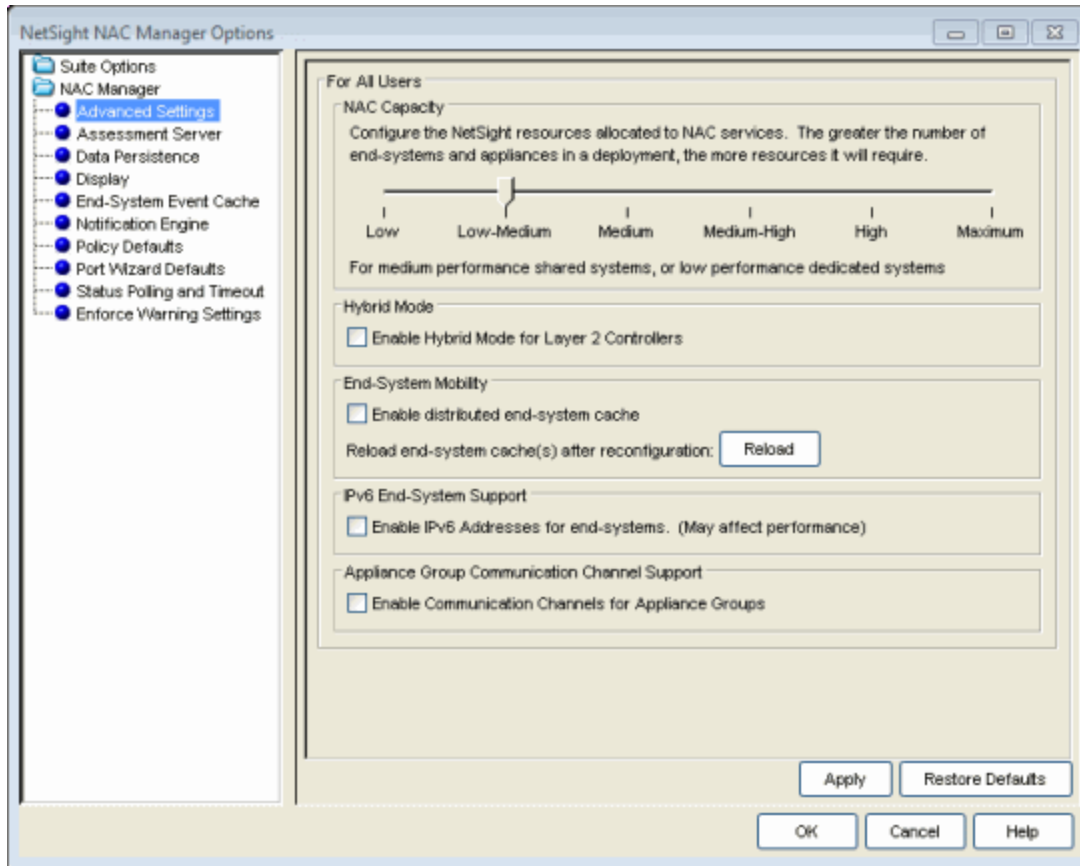 NetSight NAC Manager Options
Suite Options
NAC Manager
Advanced Settings
Assessment Server
Data Persistence
Display
End-System Event Cache
Notification Engine
Policy Defaults
Port Wizard Defaults
Status Polling and Timeout
Enforce Warning Settings
For All Users
NAC Capacity
Configure the NetSight resources allocated to NAC services. The greater the number of
end-systems and appliances in a deployment, the more resources it will require.
Low Low-Medium Medium Medium-High High Maximum
For medium performance shared systems, or low performance dedicated systems
Hybrid Mode
Enable Hybrid Mode for Layer 2 Controllers
End-System Mobility
Enable distributed end-system cache
Reload end-system cache(s) after reconfiguration: Reload
IPv6 End-System Support
Enable IPv6 Addresses for end-systems. (May affect performance)
Appliance Group Communication Channel Support
Enable Communication Channels for Appliance Groups
Apply Restore Defaults
OK Cancel Help